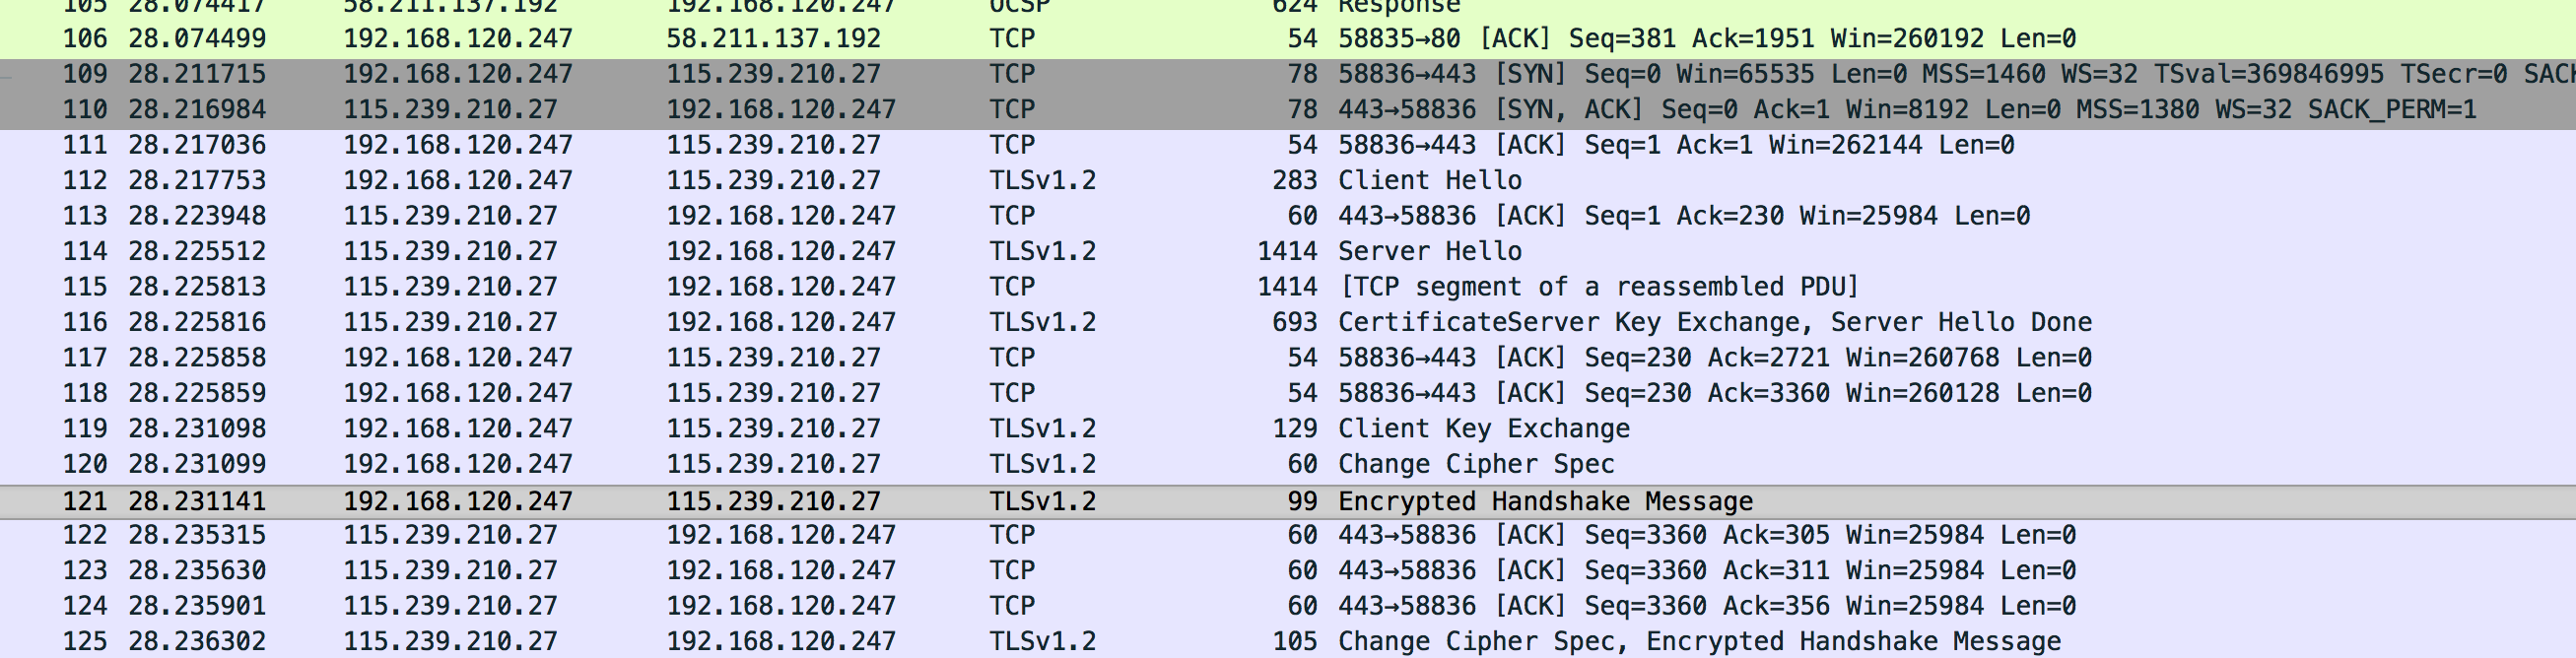 105 28.074417 58.211.137.192 192.168.120.247 OCSP 624 Response
106 28.074499 192.168.120.247 58.211.137.192 TCP 54 58835→80 [ACK] Seq=381 Ack=1951 Win=260192 Len=0
109 28.211715 192.168.120.247 115.239.210.27 TCP 78 58836→443 [SYN] Seq=0 Win=65535 Len=0 MSS=1460 WS=32 TSval=369846995 TSecr=0 SACK
110 28.216984 115.239.210.27 192.168.120.247 TCP 78 443→58836 [SYN, ACK] Seq=0 Ack=1 Win=8192 Len=0 MSS=1380 WS=32 SACK_PERM=1
111 28.217036 192.168.120.247 115.239.210.27 TCP 54 58836→443 [ACK] Seq=1 Ack=1 Win=262144 Len=0
112 28.217753 192.168.120.247 115.239.210.27 TLSv1.2 283 Client Hello
113 28.223948 115.239.210.27 192.168.120.247 TCP 60 443→58836 [ACK] Seq=1 Ack=230 Win=25984 Len=0
114 28.225512 115.239.210.27 192.168.120.247 TLSv1.2 1414 Server Hello
115 28.225813 115.239.210.27 192.168.120.247 TCP 1414 [TCP segment of a reassembled PDU]
116 28.225816 115.239.210.27 192.168.120.247 TLSv1.2 693 CertificateServer Key Exchange, Server Hello Done
117 28.225858 192.168.120.247 115.239.210.27 TCP 54 58836→443 [ACK] Seq=230 Ack=2721 Win=260768 Len=0
118 28.225859 192.168.120.247 115.239.210.27 TCP 54 58836→443 [ACK] Seq=230 Ack=3360 Win=260128 Len=0
119 28.231098 192.168.120.247 115.239.210.27 TLSv1.2 129 Client Key Exchange
120 28.231099 192.168.120.247 115.239.210.27 TLSv1.2 60 Change Cipher Spec
121 28.231141 192.168.120.247 115.239.210.27 TLSv1.2 99 Encrypted Handshake Message
122 28.235315 115.239.210.27 192.168.120.247 TCP 60 443→58836 [ACK] Seq=3360 Ack=305 Win=25984 Len=0
123 28.235630 115.239.210.27 192.168.120.247 TCP 60 443→58836 [ACK] Seq=3360 Ack=311 Win=25984 Len=0
124 28.235901 115.239.210.27 192.168.120.247 TCP 60 443→58836 [ACK] Seq=3360 Ack=356 Win=25984 Len=0
125 28.236302 115.239.210.27 192.168.120.247 TLSv1.2 105 Change Cipher Spec, Encrypted Handshake Message